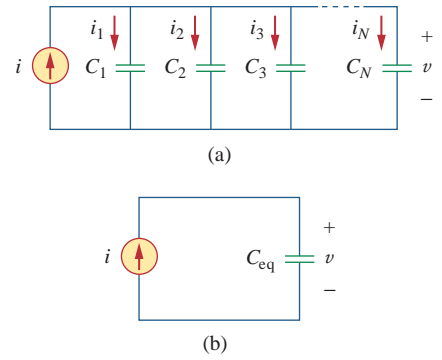 i₁ i₂ i₃ i_N
i C₁ C₂ C₃ C_N + v −
(a)
i C_eq + v −
(b)